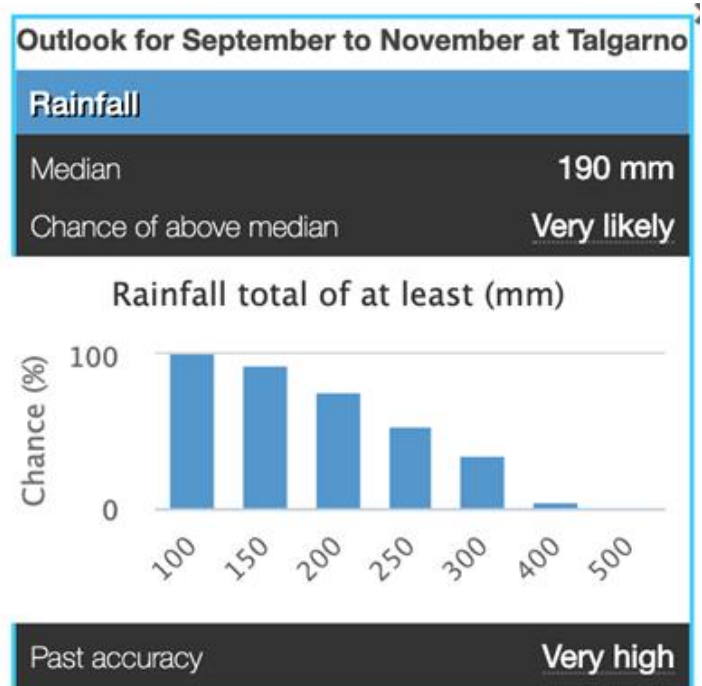 Outlook for September to November at Talgarno
Rainfall
Median 190 mm
Chance of above median Very likely
Rainfall total of at least (mm)
Chance (%)
100
0
100 150 200 250 300 400 500
Past accuracy Very high